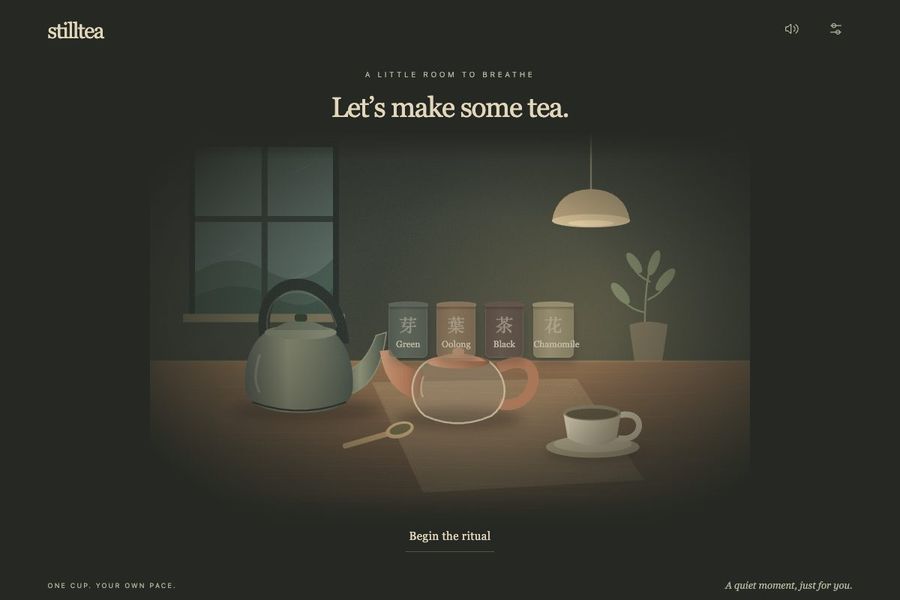 stilltea
A LITTLE ROOM TO BREATHE
Let’s make some tea.
芽 葉 茶 花
Green Oolong Black Chamomile
Begin the ritual
ONE CUP. YOUR OWN PACE.
A quiet moment, just for you.